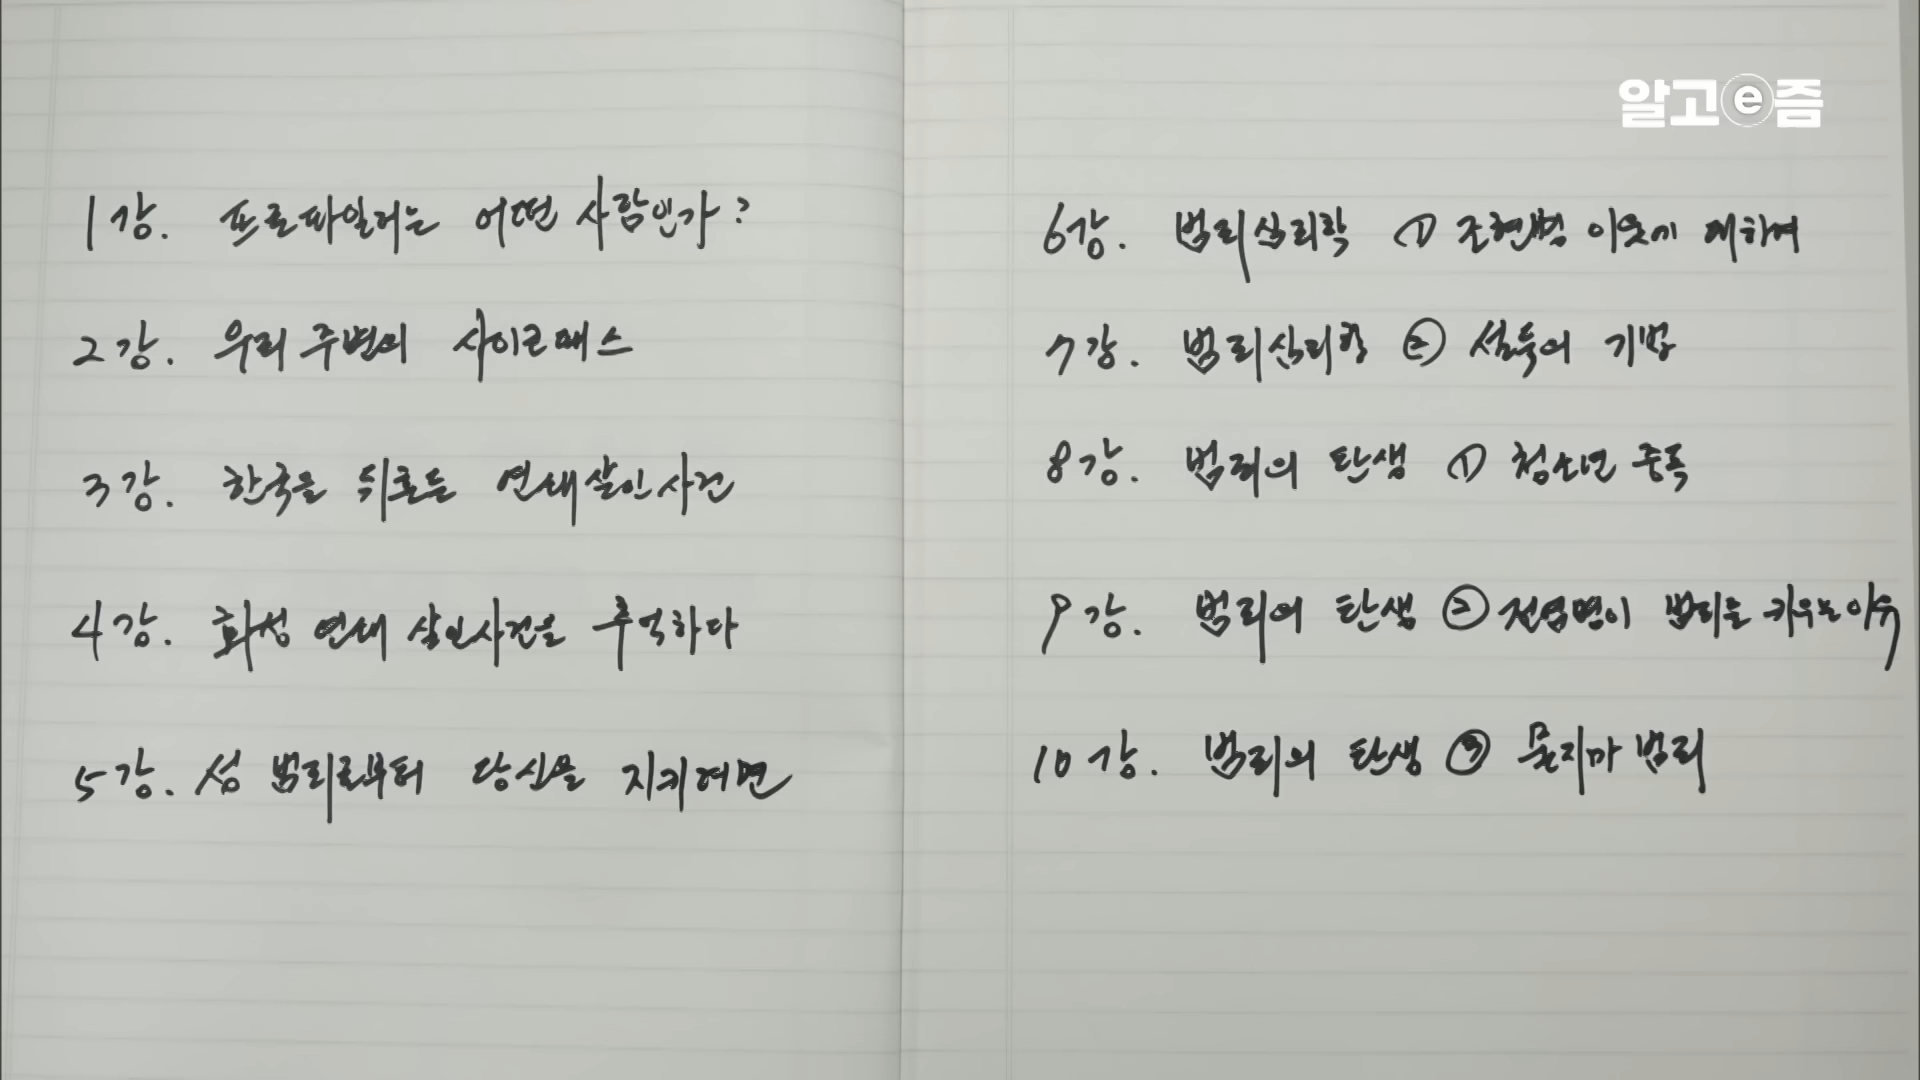 알고e즘
1강. 프로파일러는 어떤 사람인가?
2강. 우리 주변의 사이코패스
3강. 한국을 뒤흔든 연쇄살인사건
4강. 화성 연쇄 살인사건을 추억하다
5강. 성 범죄로부터 당신을 지키려면
6강. 범죄심리학 ① 조현병 이웃에 대하여
7강. 범죄심리학 ② 설득의 기법
8강. 범죄의 탄생 ① 청소년 중독
9강. 범죄의 탄생 ② 전염병이 범죄를 키우는 이유
10강. 범죄의 탄생 ③ 묻지마 범죄